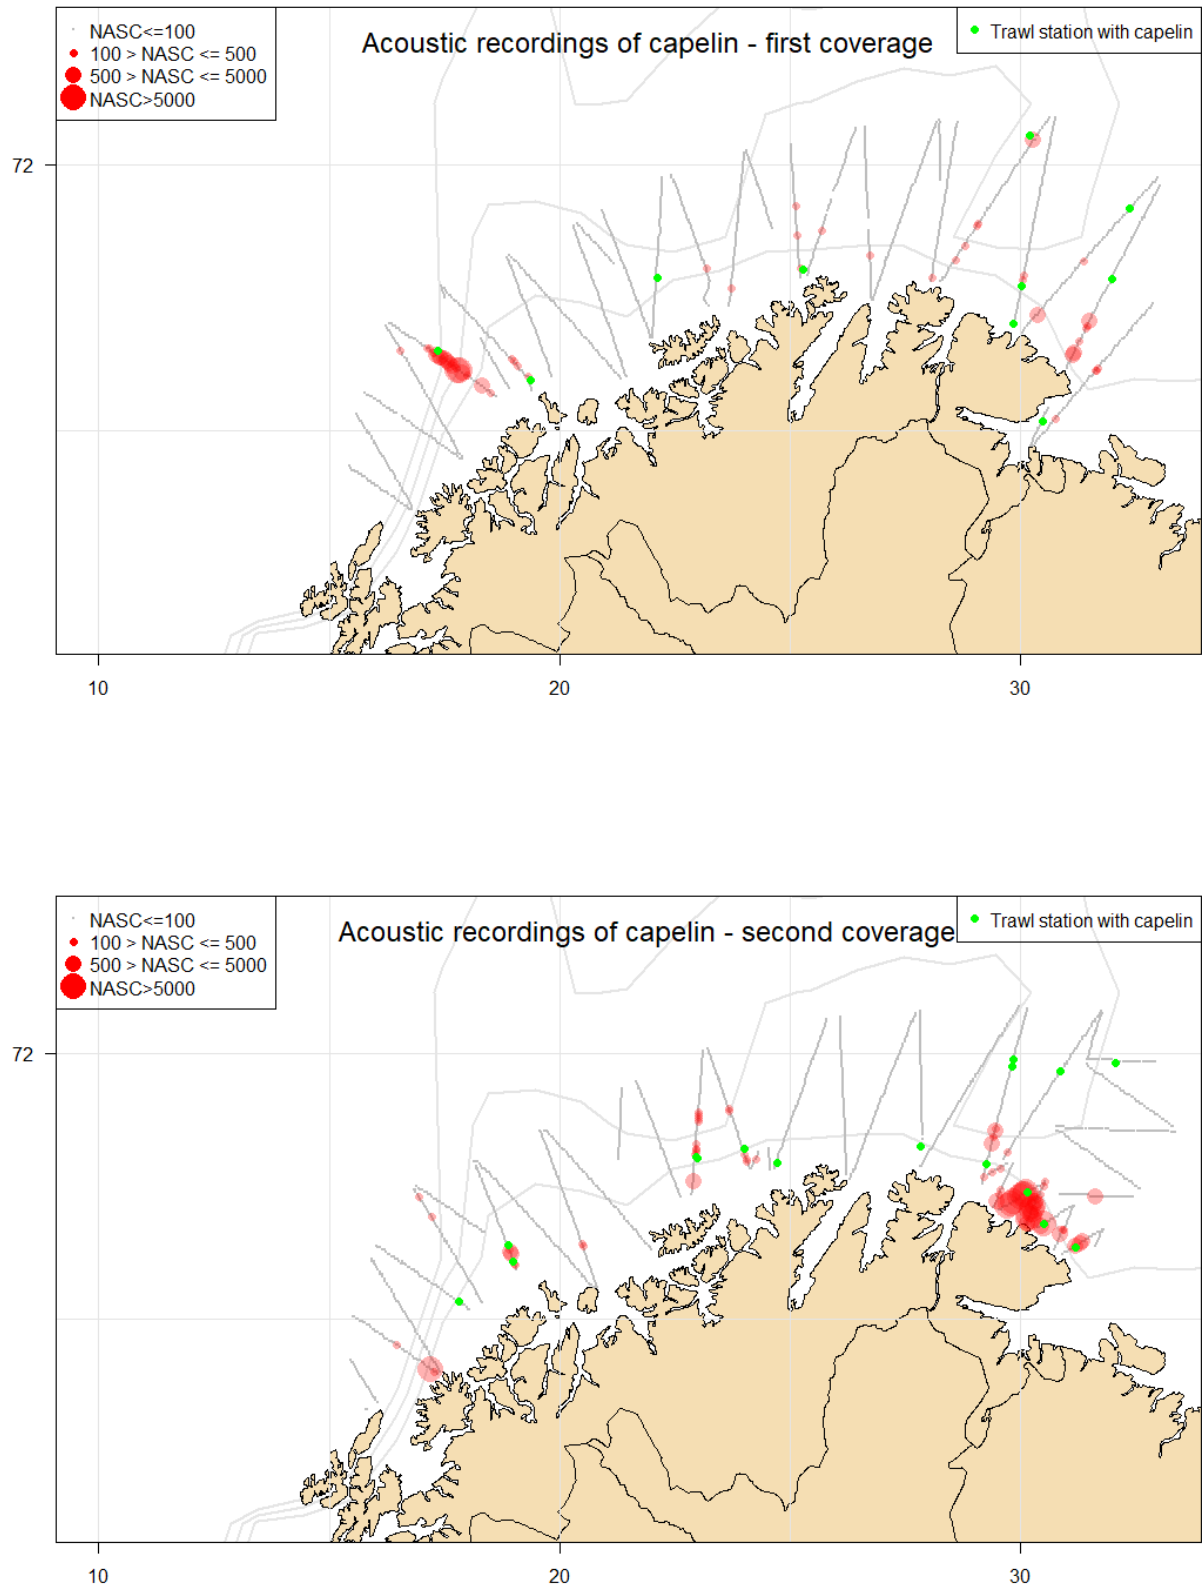 NASC<=100
100 > NASC <= 500
500 > NASC <= 5000
NASC>5000
Acoustic recordings of capelin - first coverage
Trawl station with capelin
72
10
20
30
NASC<=100
100 > NASC <= 500
500 > NASC <= 5000
NASC>5000
Acoustic recordings of capelin - second coverage
Trawl station with capelin
72
10
20
30